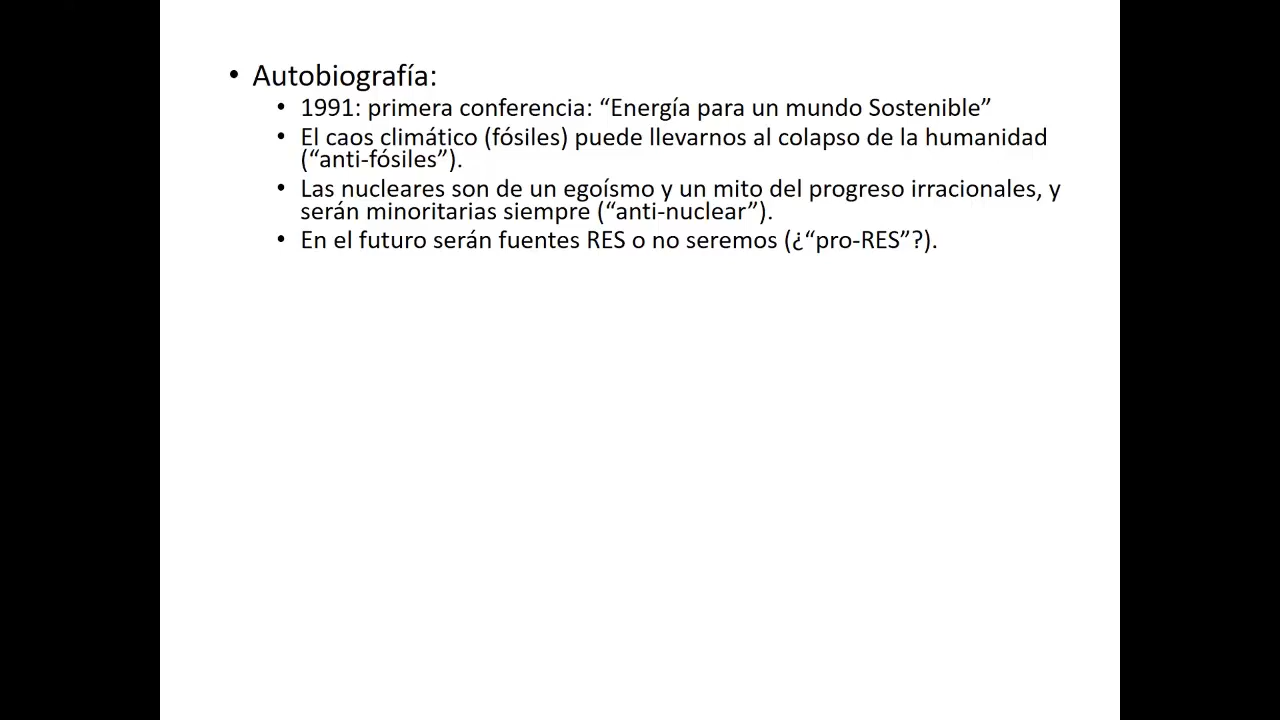 • Autobiografía:
• 1991: primera conferencia: “Energía para un mundo Sostenible”
• El caos climático (fósiles) puede llevarnos al colapso de la humanidad
(“anti-fósiles”).
• Las nucleares son de un egoísmo y un mito del progreso irracionales, y
serán minoritarias siempre (“anti-nuclear”).
• En el futuro serán fuentes RES o no seremos (¿“pro-RES”?).